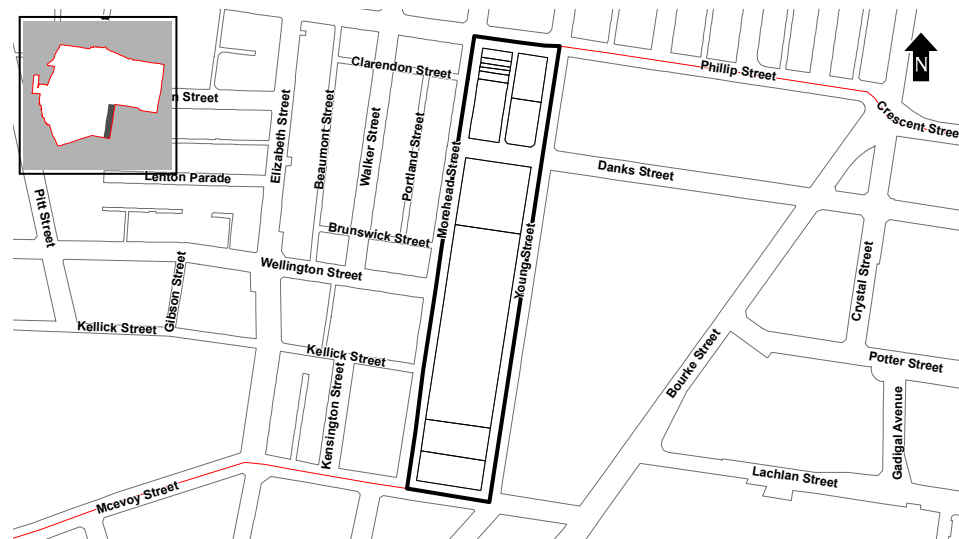 N
Phillip Street
Clarendon Street
n Street
Crescent Stree
Elizabeth Street
Beaumont Street
Walker Street
Portland Street
Morehead Street
Danks Street
Lenton Parade
Pitt Street
Brunswick Street
Young Street
Crystal Street
Wellington Street
Gibson Street
Kellick Street
Kellick Street
Bourke Street
Potter Street
Kensington Street
Gadigal Avenue
Lachlan Street
Mcevoy Street